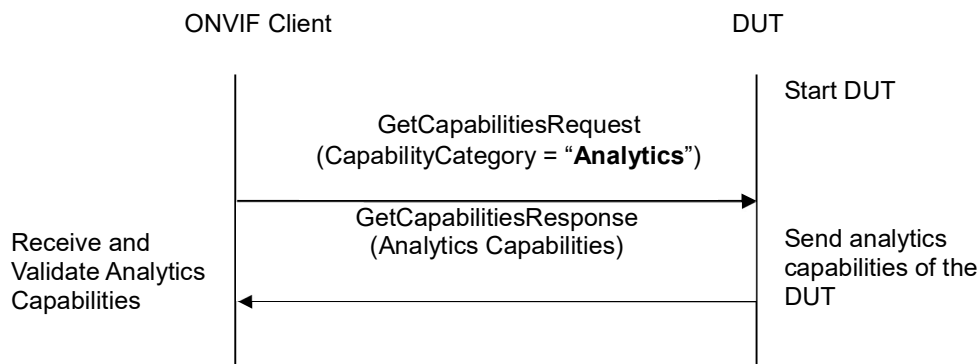 ONVIF Client
DUT
Start DUT
GetCapabilitiesRequest
(CapabilityCategory = “Analytics”)
GetCapabilitiesResponse
(Analytics Capabilities)
Receive and
Validate Analytics
Capabilities
Send analytics
capabilities of the
DUT